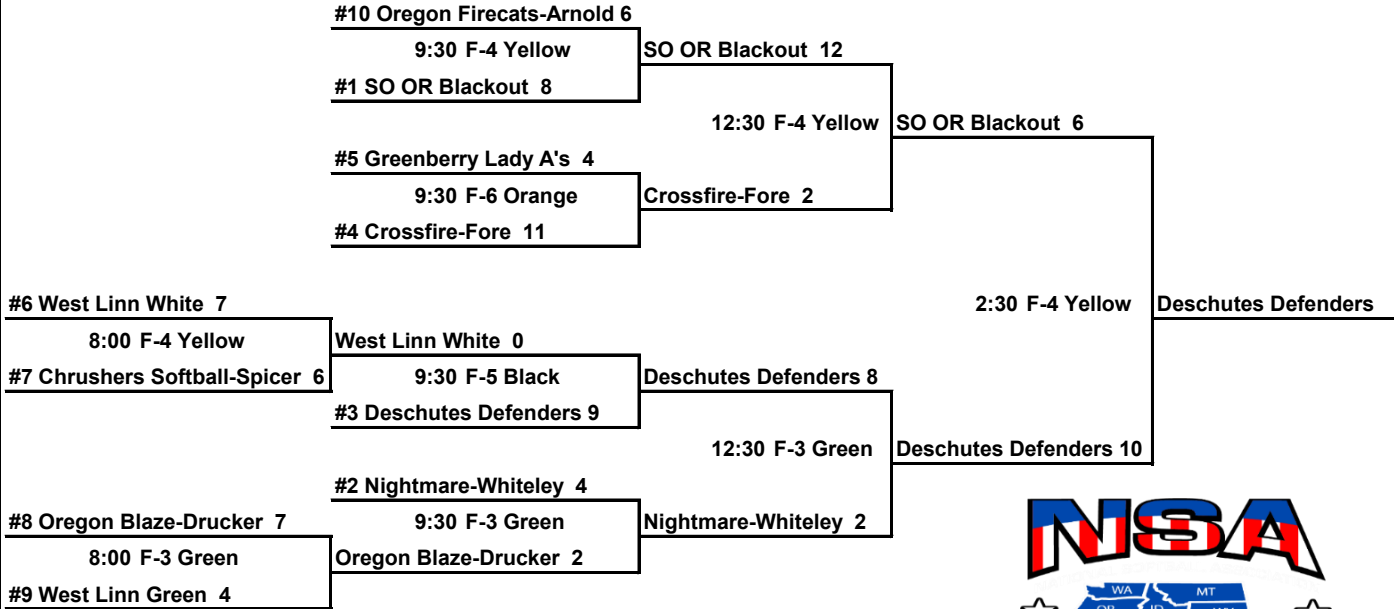 #10 Oregon Firecats-Arnold 6
9:30 F-4 Yellow
SO OR Blackout 12
#1 SO OR Blackout 8
12:30 F-4 Yellow
SO OR Blackout 6
#5 Greenberry Lady A's 4
9:30 F-6 Orange
Crossfire-Fore 2
#4 Crossfire-Fore 11
#6 West Linn White 7
2:30 F-4 Yellow
Deschutes Defenders
8:00 F-4 Yellow
West Linn White 0
#7 Chrushers Softball-Spicer 6
9:30 F-5 Black
Deschutes Defenders 8
#3 Deschutes Defenders 9
12:30 F-3 Green
Deschutes Defenders 10
#2 Nightmare-Whiteley 4
#8 Oregon Blaze-Drucker 7
9:30 F-3 Green
Nightmare-Whiteley 2
8:00 F-3 Green
Oregon Blaze-Drucker 2
#9 West Linn Green 4
NSA
WA
MT
OR
ID